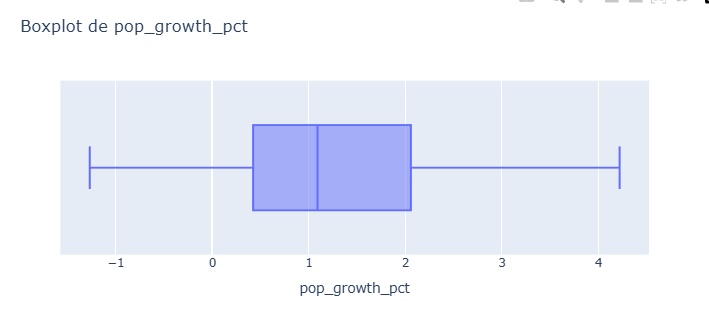 Boxplot de pop_growth_pct
−1 0 1 2 3 4
pop_growth_pct